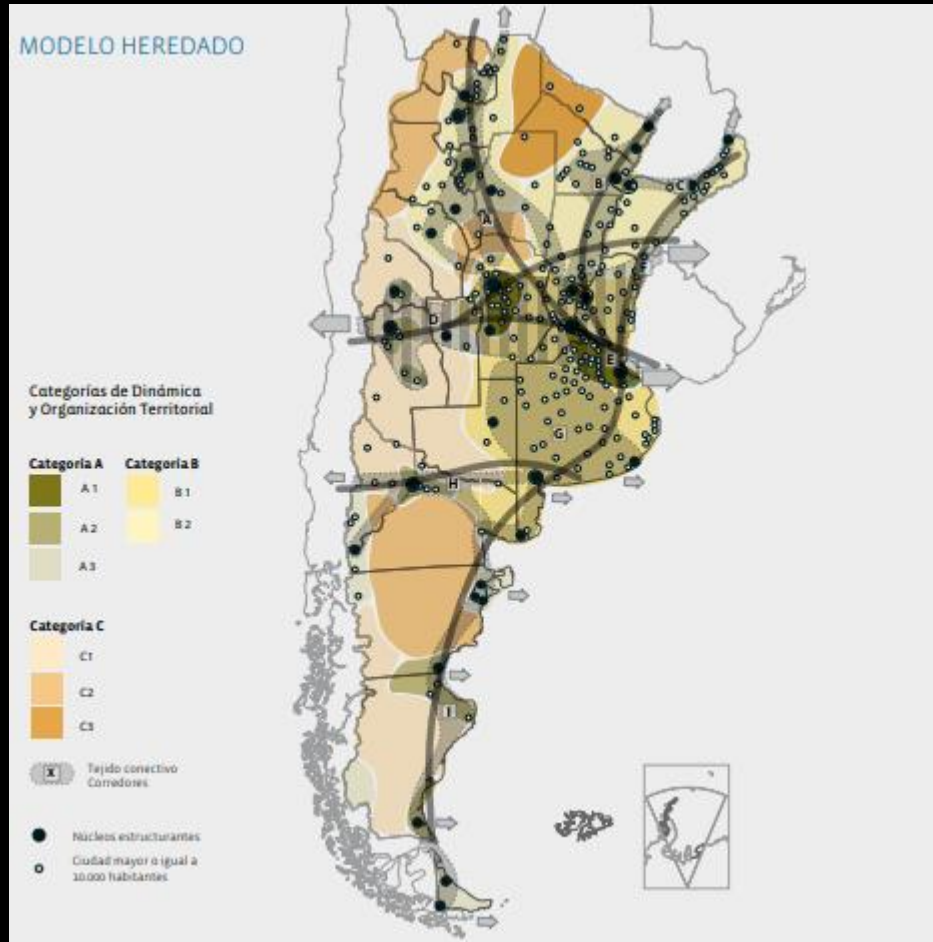 MODELO HEREDADO
A
B
C
D
E
G
H
I
Categorías de Dinámica
y Organización Territorial
Categoría A
Categoría B
A 1
B 1
A 2
B 2
A 3
Categoría C
C1
C2
C3
X
Tejido conectivo
Corredores
Núcleos estructurantes
Ciudad mayor o igual a
10.000 habitantes